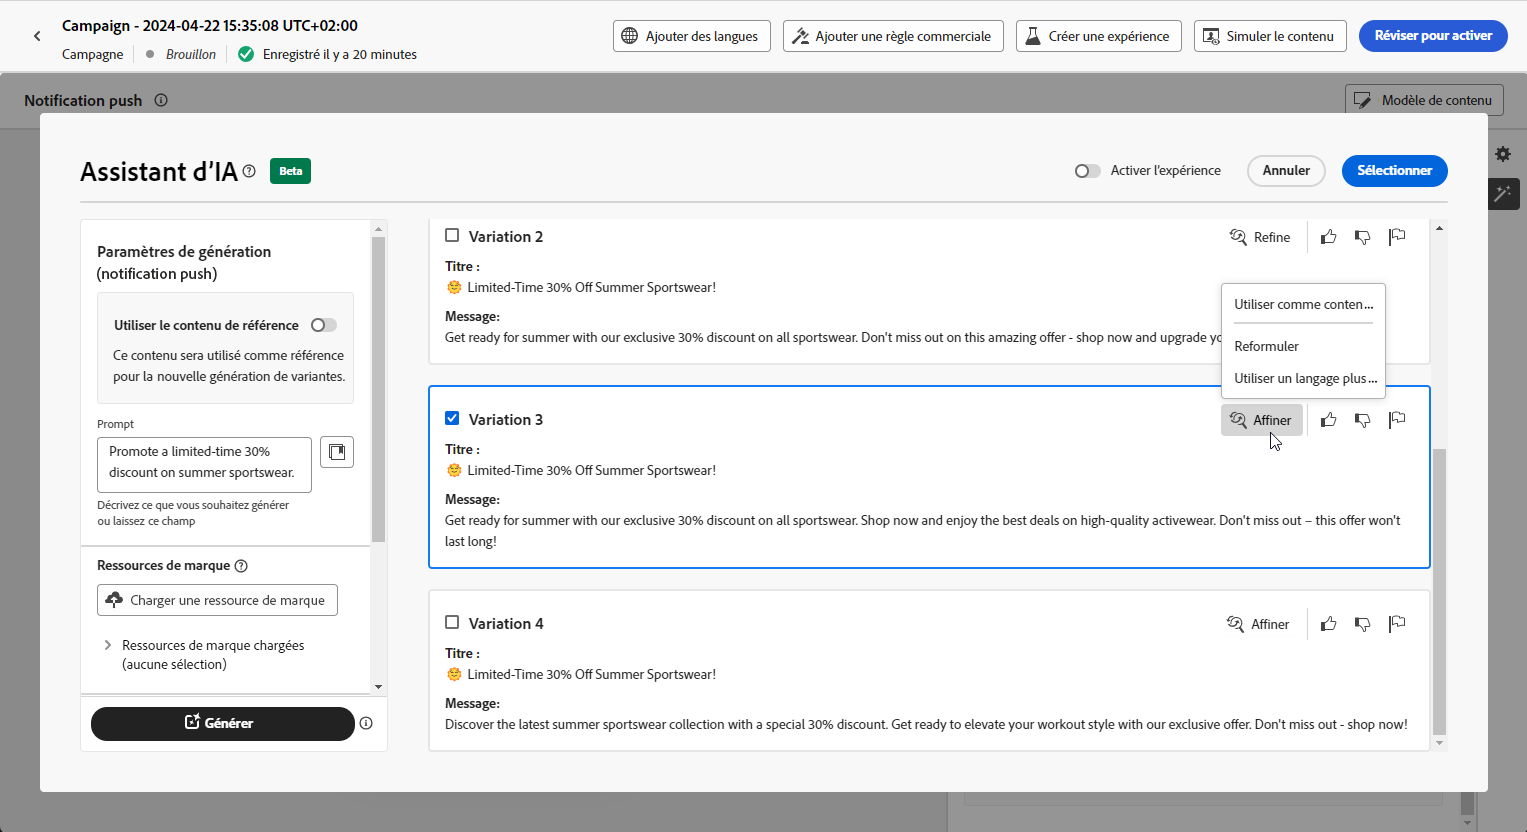 Campaign - 2024-04-22 15:35:08 UTC+02:00
Campagne
Brouillon
Enregistré il y a 20 minutes
Ajouter des langues
Ajouter une règle commerciale
Créer une expérience
Simuler le contenu
Réviser pour activer
Notification push
Modèle de contenu
Assistant d'IA
Beta
Activer l'expérience
Annuler
Sélectionner
Paramètres de génération
(notification push)
Utiliser le contenu de référence
Ce contenu sera utilisé comme référence
pour la nouvelle génération de variantes.
Prompt
Promote a limited-time 30%
discount on summer sportswear.
Décrivez ce que vous souhaitez générer
ou laissez ce champ
Ressources de marque
Charger une ressource de marque
Ressources de marque chargées
(aucune sélection)
Générer
Variation 2
Refine
Titre :
🌞 Limited-Time 30% Off Summer Sportswear!
Message:
Get ready for summer with our exclusive 30% discount on all sportswear. Don't miss out on this amazing offer - shop now and upgrade yo
Utiliser comme conten...
Reformuler
Utiliser un langage plus...
Variation 3
Affiner
Titre :
🌞 Limited-Time 30% Off Summer Sportswear!
Message:
Get ready for summer with our exclusive 30% discount on all sportswear. Shop now and enjoy the best deals on high-quality activewear. Don't miss out – this offer won't
last long!
Variation 4
Affiner
Titre :
🌞 Limited-Time 30% Off Summer Sportswear!
Message:
Discover the latest summer sportswear collection with a special 30% discount. Get ready to elevate your workout style with our exclusive offer. Don't miss out - shop now!